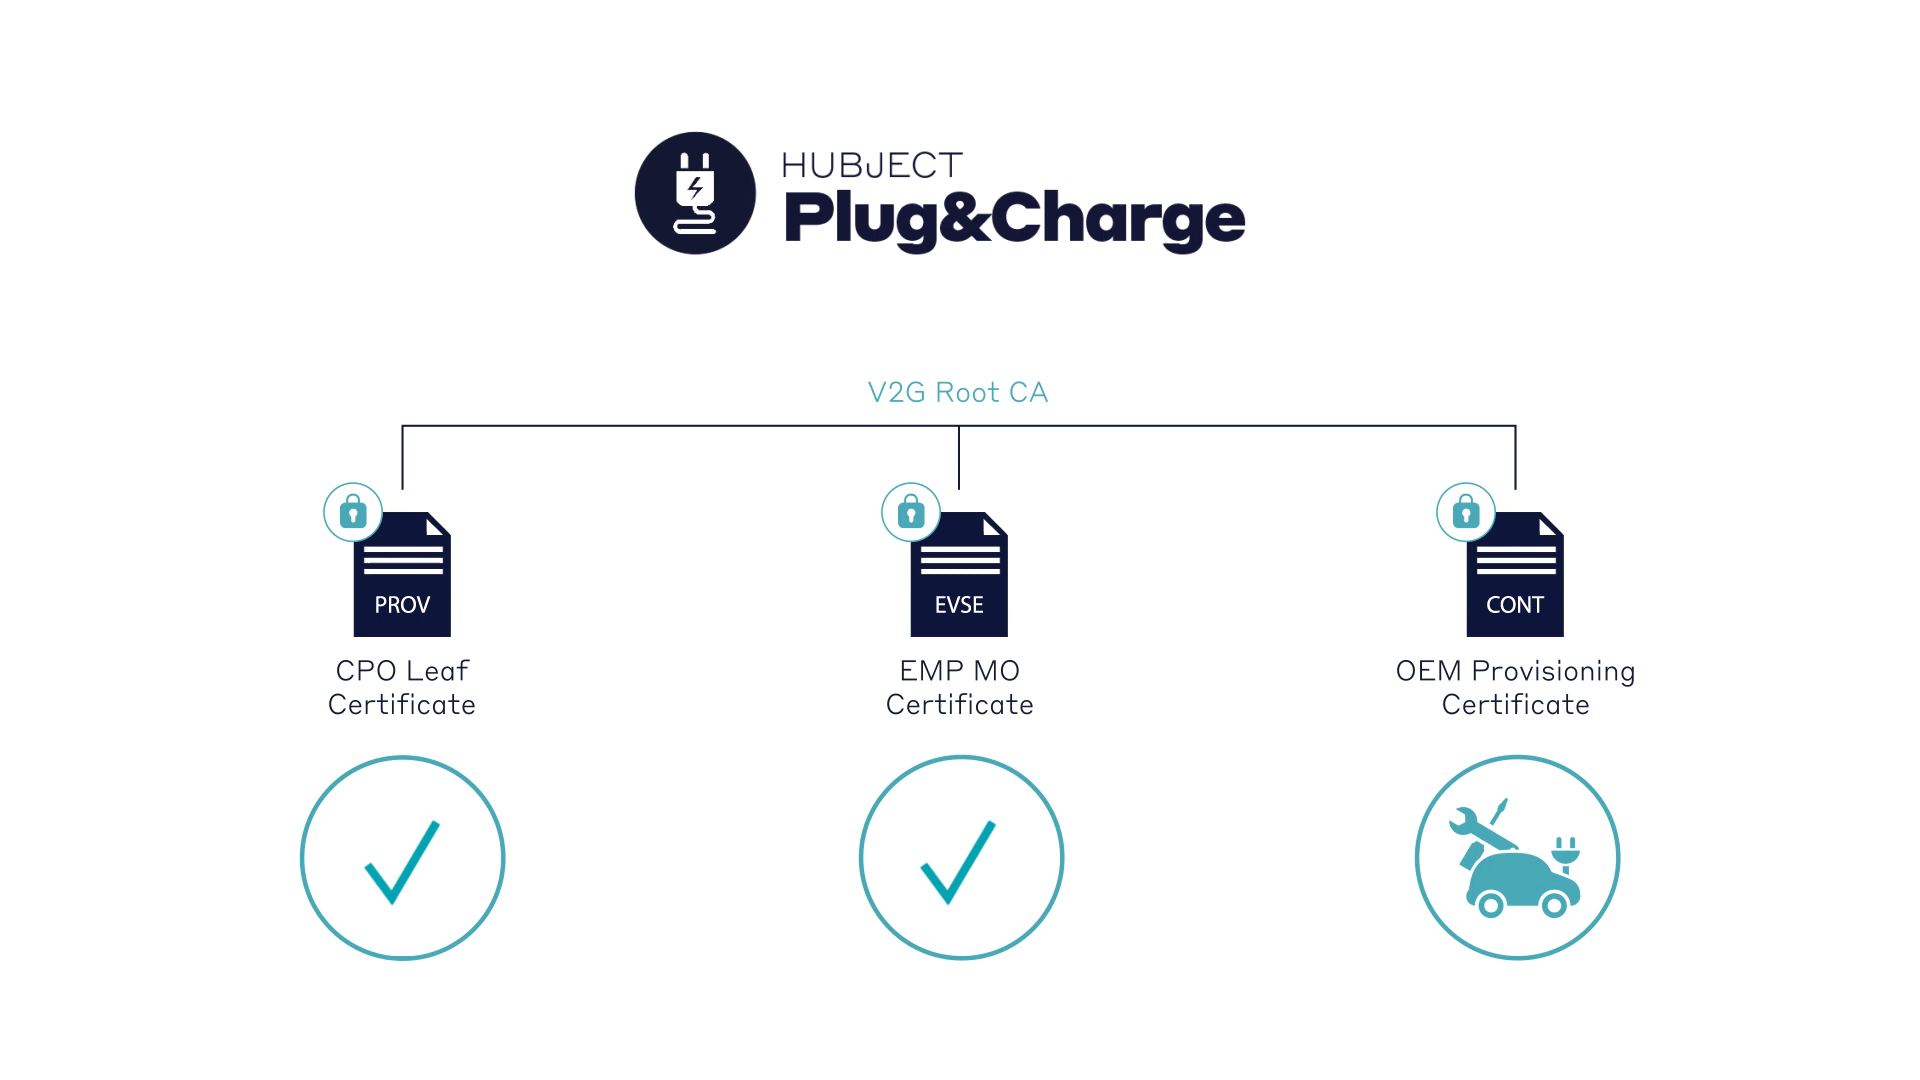 HUBJECT
Plug&Charge
V2G Root CA
PROV
EVSE
CONT
CPO Leaf
Certificate
EMP MO
Certificate
OEM Provisioning
Certificate